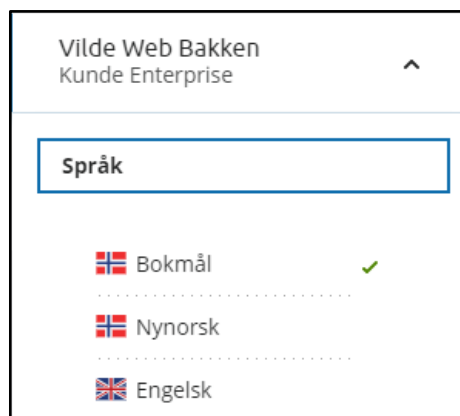 Vilde Web Bakken
Kunde Enterprise
Språk
Bokmål
Nynorsk
Engelsk